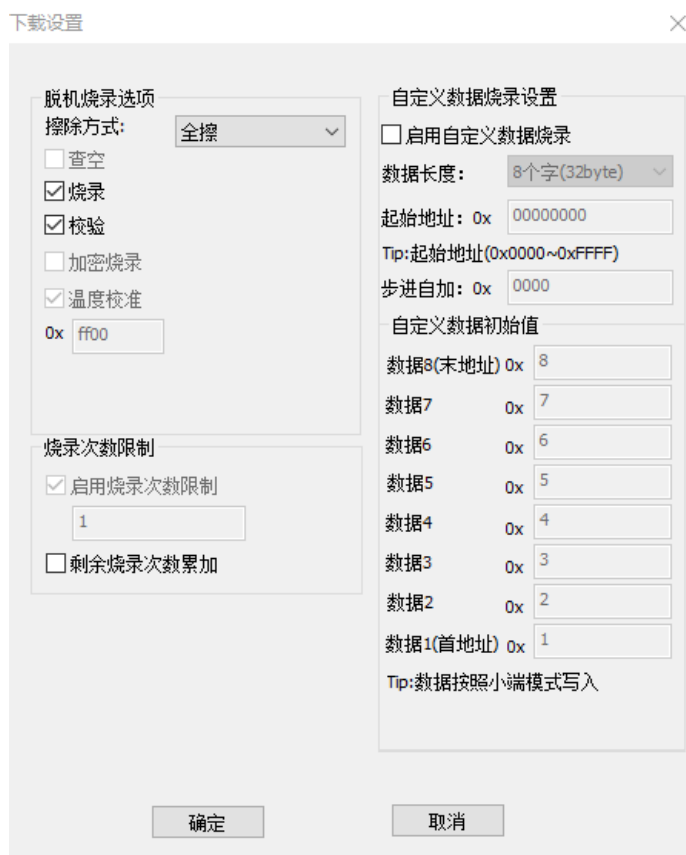 下载设置
脱机烧录选项
擦除方式:
全擦
查空
烧录
校验
加密烧录
温度校准
0x ff00
烧录次数限制
启用烧录次数限制
1
剩余烧录次数累加
自定义数据烧录设置
启用自定义数据烧录
数据长度: 8个字(32byte)
起始地址: 0x 00000000
Tip:起始地址(0x0000~0xFFFF)
步进自加: 0x 0000
自定义数据初始值
数据8(末地址) 0x 8
数据7 0x 7
数据6 0x 6
数据5 0x 5
数据4 0x 4
数据3 0x 3
数据2 0x 2
数据1(首地址) 0x 1
Tip:数据按照小端模式写入
确定
取消